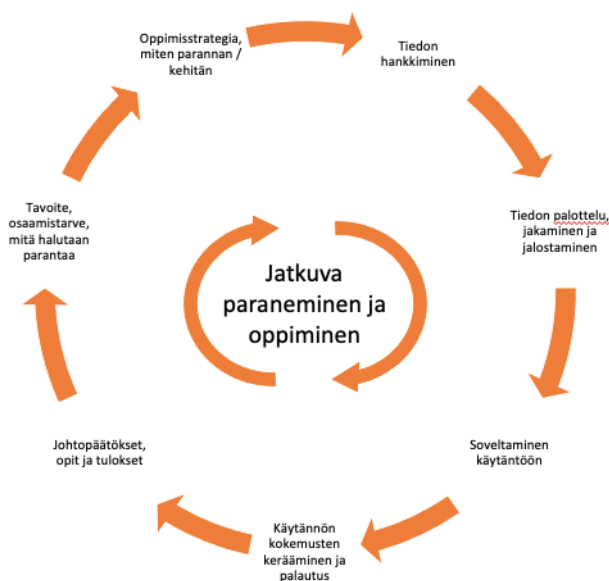 Oppimisstrategia,
miten parannan /
kehitän
Tiedon
hankkiminen
Tiedon palottelu,
jakaminen ja
jalostaminen
Soveltaminen
käytäntöön
Käytännön
kokemusten
kerääminen ja
palautus
Johtopäätökset,
opit ja tulokset
Tavoite,
osaamistarve,
mitä halutaan
parantaa
Jatkuva
paraneminen ja
oppiminen